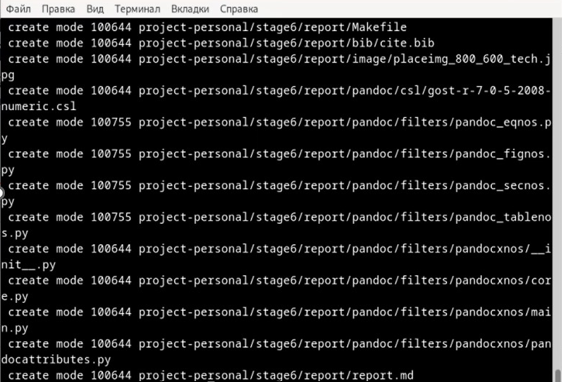 Файл Правка Вид Терминал Вкладки Справка
create mode 100644 project-personal/stage6/report/Makefile
create mode 100644 project-personal/stage6/report/bib/cite.bib
create mode 100644 project-personal/stage6/report/image/placeimg_800_600_tech.j
pg
create mode 100644 project-personal/stage6/report/pandoc/csl/gost-r-7-0-5-2008-
numeric.csl
create mode 100755 project-personal/stage6/report/pandoc/filters/pandoc_eqnos.p
y
create mode 100755 project-personal/stage6/report/pandoc/filters/pandoc_fignos.
py
create mode 100755 project-personal/stage6/report/pandoc/filters/pandoc_secnos.
py
create mode 100755 project-personal/stage6/report/pandoc/filters/pandoc_tableno
s.py
create mode 100644 project-personal/stage6/report/pandoc/filters/pandocxnos/__i
nit__.py
create mode 100644 project-personal/stage6/report/pandoc/filters/pandocxnos/cor
e.py
create mode 100644 project-personal/stage6/report/pandoc/filters/pandocxnos/mai
n.py
create mode 100644 project-personal/stage6/report/pandoc/filters/pandocxnos/pan
docattributes.py
create mode 100644 project-personal/stage6/report/report.md